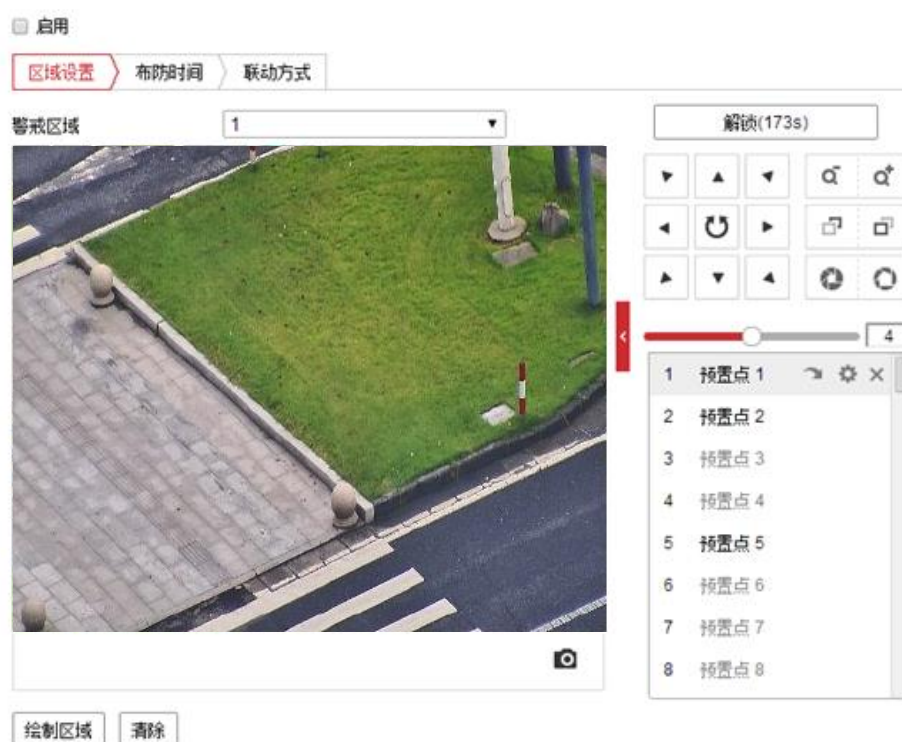 启用
区域设置
布防时间
联动方式
警戒区域
1
解锁(173s)
4
1 预置点 1
2 预置点 2
3 预置点 3
4 预置点 4
5 预置点 5
6 预置点 6
7 预置点 7
8 预置点 8
绘制区域
清除